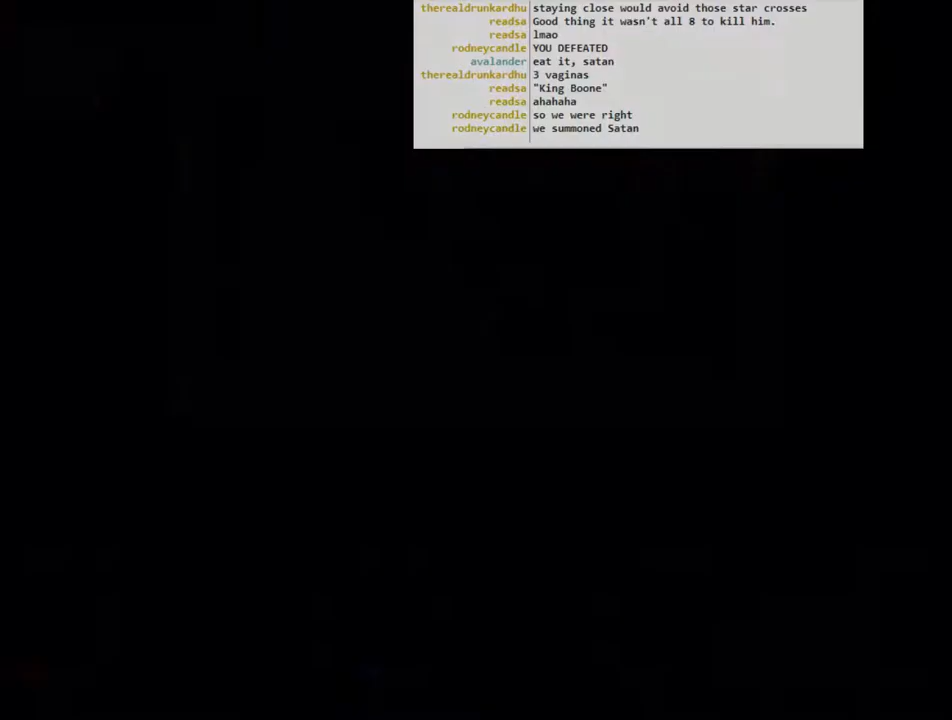 therealdrunkardhu staying close would avoid those star crosses
readsa Good thing it wasn't all 8 to kill him.
readsa lmao
rodneycandle YOU DEFEATED
avalander eat it, satan
therealdrunkardhu 3 vaginas
readsa "King Boone"
readsa ahahaha
rodneycandle so we were right
rodneycandle we summoned Satan